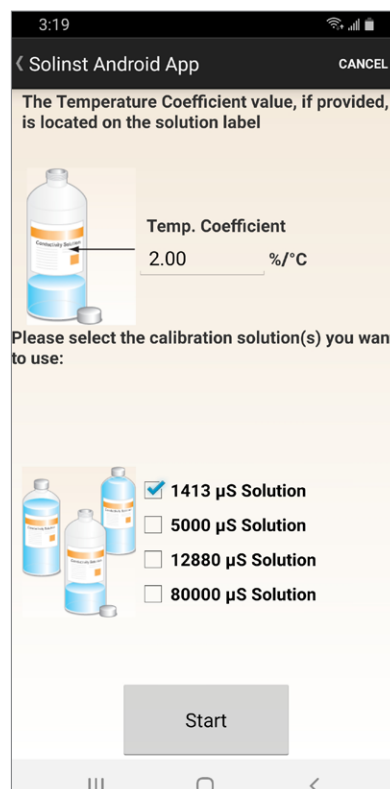 3:19
Solinst Android App
CANCEL
The Temperature Coefficient value, if provided,
is located on the solution label
Temp. Coefficient
2.00 %/°C
Please select the calibration solution(s) you wan
to use:
1413 µS Solution
5000 µS Solution
12880 µS Solution
80000 µS Solution
Start